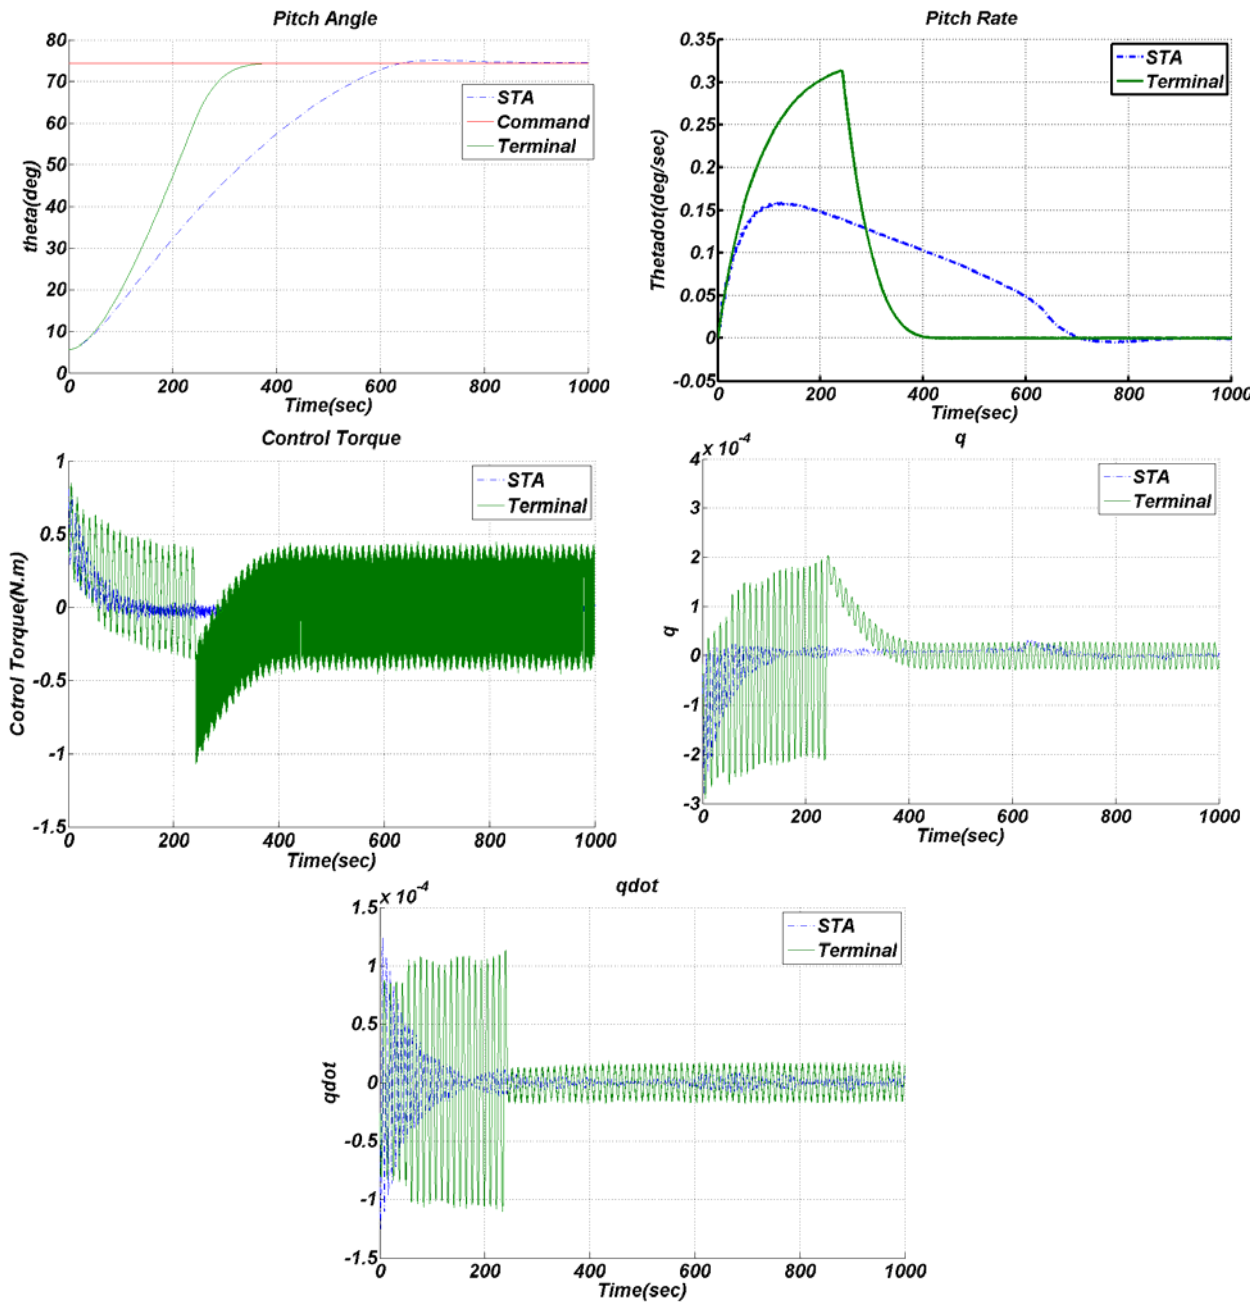 Pitch Angle
80
70
60
50
40
30
20
10
0
theta(deg)
STA
Command
Terminal
0 200 400 600 800 1000
Time(sec)
Pitch Rate
0.35
0.3
0.25
0.2
0.15
0.1
0.05
0
-0.05
Thetadot(deg/sec)
STA
Terminal
0 200 400 600 800 1000
Time(sec)
Control Torque
1
0.5
0
-0.5
-1
-1.5
Cotrol Torque(N.m)
STA
Terminal
0 200 400 600 800 1000
Time(sec)
q
x 10-4
4
3
2
1
0
-1
-2
-3
q
STA
Terminal
0 200 400 600 800 1000
Time(sec)
qdot
x 10-4
1.5
1
0.5
0
-0.5
-1
-1.5
qdot
STA
Terminal
0 200 400 600 800 1000
Time(sec)